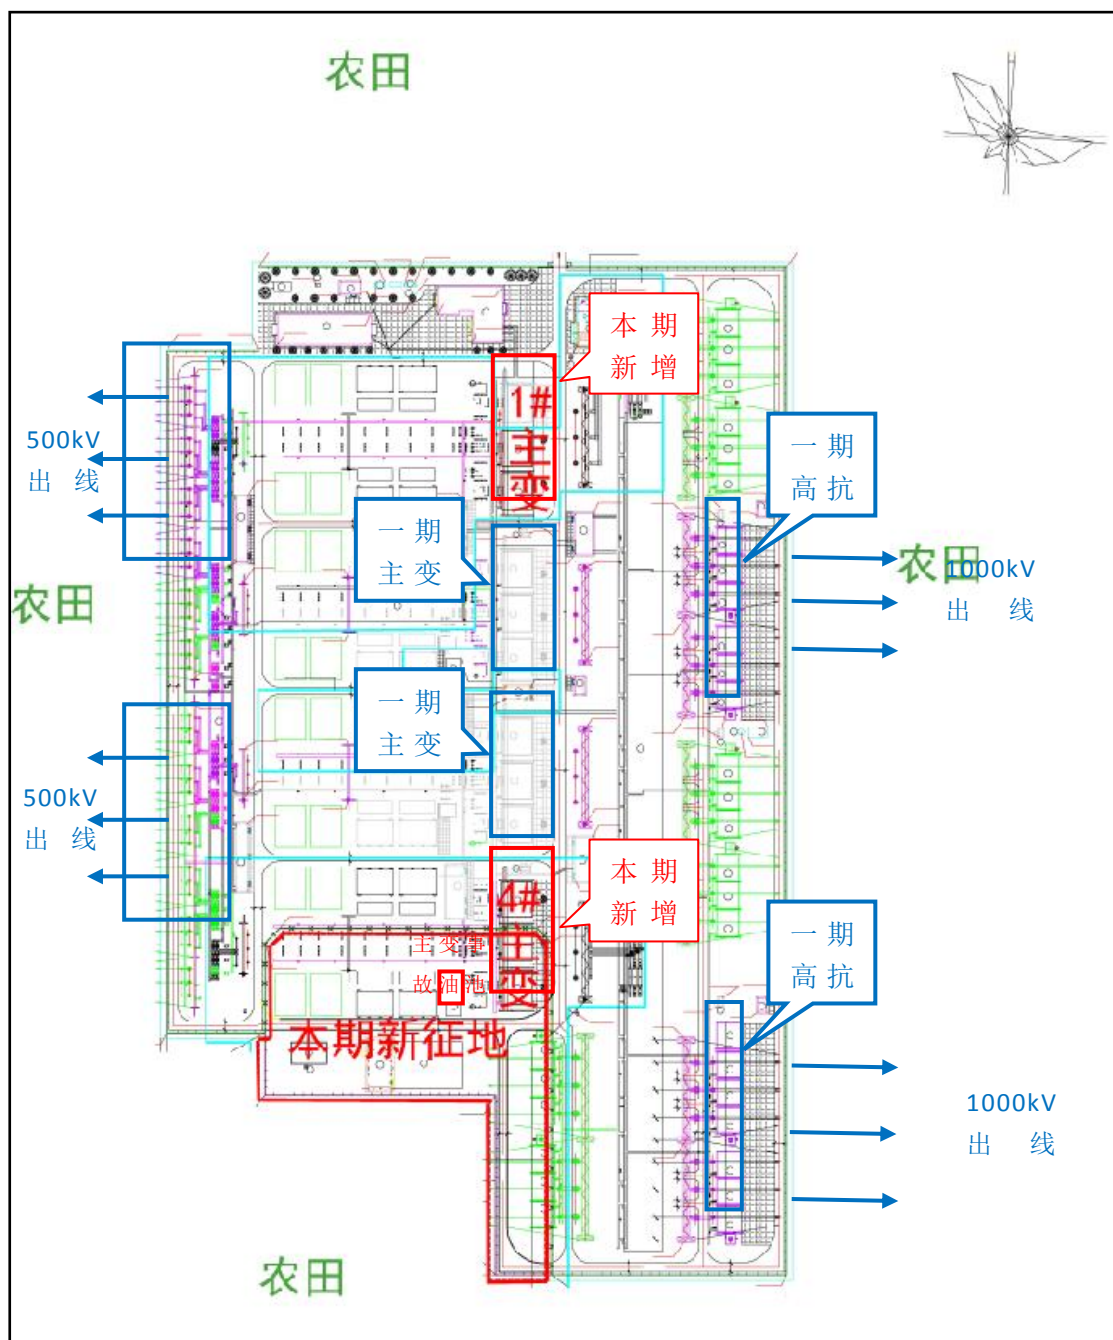 农田
本 期
新 增
1#
主
变
500kV
出 线
一 期
高 抗
一 期
主 变
农田
1000kV
出 线
农田
一 期
主 变
500kV
出 线
本 期
新 增
4#
主
变
主变事
故油池
一 期
高 抗
本期新征地
1000kV
出 线
农田